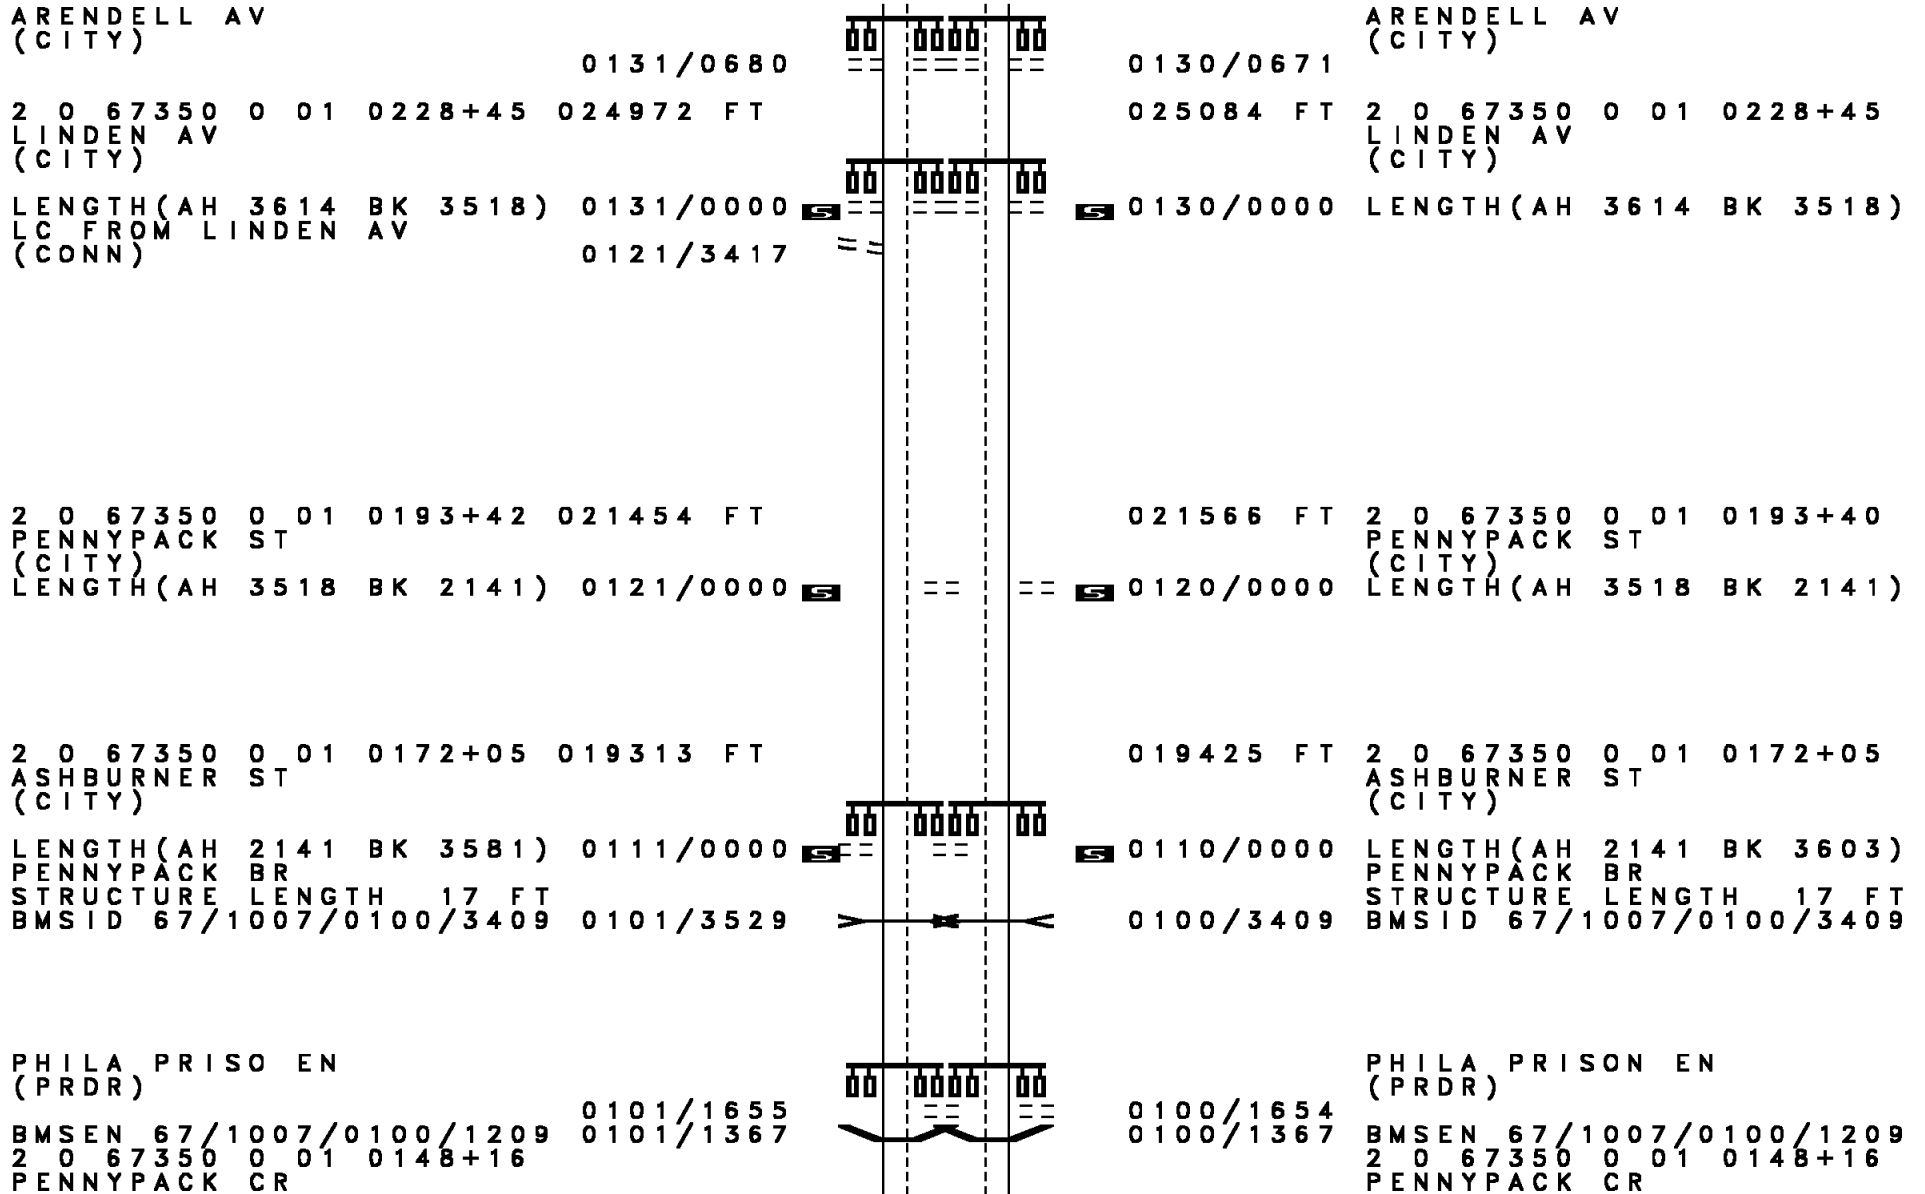 ARENDELL AV ARENDELL AV
(CITY) (CITY)
0131/0680 0130/0671
2 0 67350 0 01 0228+45 024972 FT 025084 FT 2 0 67350 0 01 0228+45
LINDEN AV LINDEN AV
(CITY) (CITY)
LENGTH(AH 3614 BK 3518) 0131/0000 S S 0130/0000 LENGTH(AH 3614 BK 3518)
LC FROM LINDEN AV
(CONN) 0121/3417
2 0 67350 0 01 0193+42 021454 FT 021566 FT 2 0 67350 0 01 0193+40
PENNYPACK ST PENNYPACK ST
(CITY) (CITY)
LENGTH(AH 3518 BK 2141) 0121/0000 S S 0120/0000 LENGTH(AH 3518 BK 2141)
2 0 67350 0 01 0172+05 019313 FT 019425 FT 2 0 67350 0 01 0172+05
ASHBURNER ST ASHBURNER ST
(CITY) (CITY)
LENGTH(AH 2141 BK 3581) 0111/0000 S S 0110/0000 LENGTH(AH 2141 BK 3603)
PENNYPACK BR PENNYPACK BR
STRUCTURE LENGTH 17 FT STRUCTURE LENGTH 17 FT
BMSID 67/1007/0100/3409 0101/3529 0100/3409 BMSID 67/1007/0100/3409
PHILA PRISO EN PHILA PRISON EN
(PRDR) (PRDR)
0101/1655 0100/1654
BMSEN 67/1007/0100/1209 0101/1367 0100/1367 BMSEN 67/1007/0100/1209
2 0 67350 0 01 0148+16 2 0 67350 0 01 0148+16
PENNYPACK CR PENNYPACK CR